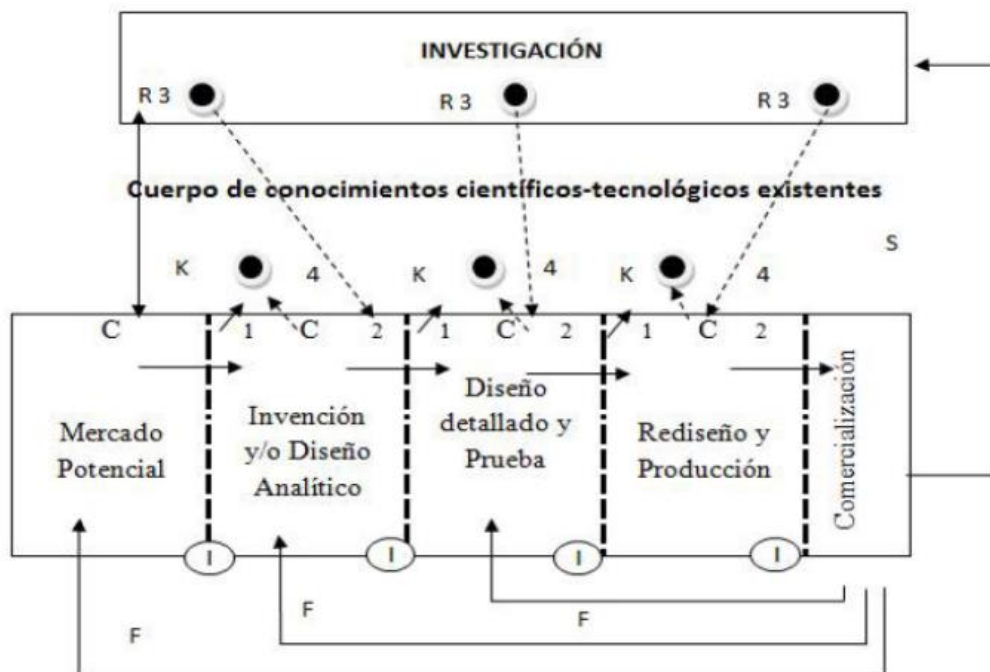 INVESTIGACIÓN
R 3
R 3
R 3
Cuerpo de conocimientos científicos-tecnológicos existentes
S
K
4
K
4
K
4
C
1
C
2
1
C
2
1
C
2
Mercado
Potencial
Invención
y/o Diseño
Analítico
Diseño
detallado y
Prueba
Rediseño y
Producción
Comercialización
I
I
I
I
F
F
F